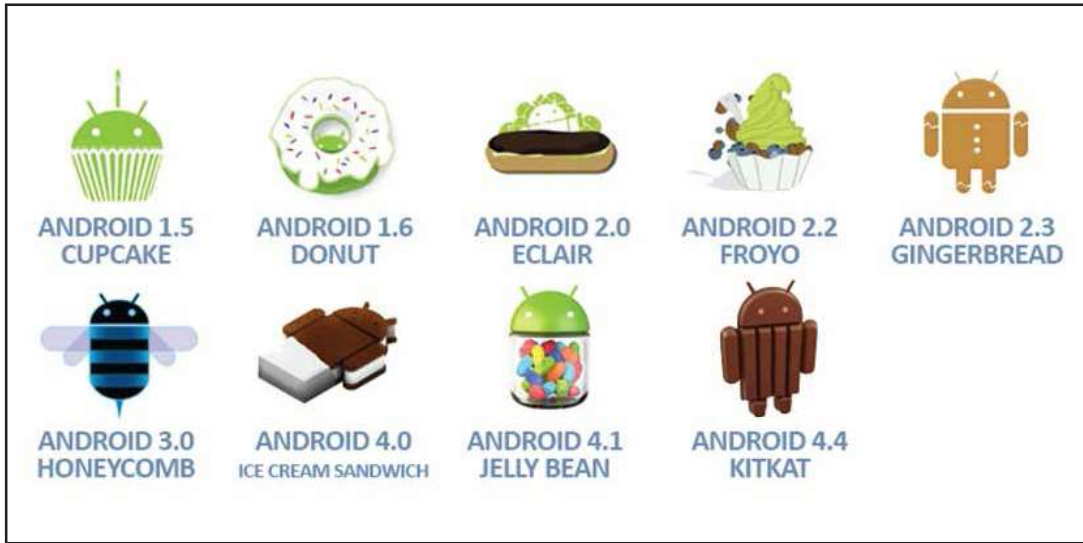 ANDROID 1.5
CUPCAKE
ANDROID 1.6
DONUT
ANDROID 2.0
ECLAIR
ANDROID 2.2
FROYO
ANDROID 2.3
GINGERBREAD
ANDROID 3.0
HONEYCOMB
ANDROID 4.0
ICE CREAM SANDWICH
ANDROID 4.1
JELLY BEAN
ANDROID 4.4
KITKAT